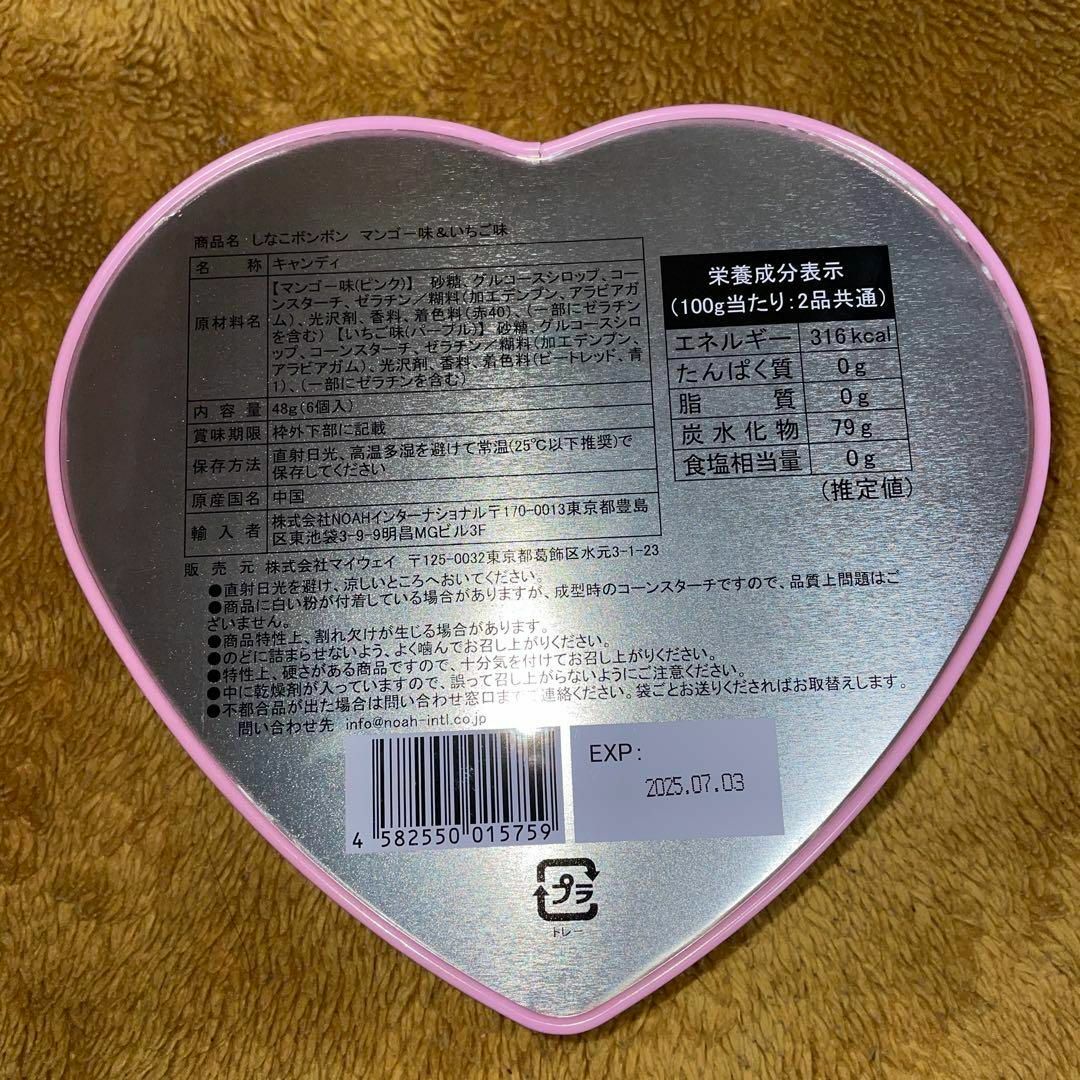 商品名 しなこボンボン マンゴー味&いちご味
名称 キャンディ
原材料名 【マンゴー味(ピンク)】 砂糖、グルコースシロップ、コー
ンスターチ、ゼラチン/糊料(加工デンプン、アラビアガ
ム)、光沢剤、香料、着色料(赤40)、(一部にゼラチン
を含む)【いちご味(パープル)】 砂糖、グルコースシロ
ップ、コーンスターチ、ゼラチン/糊料(加工デンプン、
アラビアガム)、光沢剤、香料、着色料(ビートレッド、青
1)、(一部にゼラチンを含む)
内容量 48g(6個入)
賞味期限 枠外下部に記載
保存方法 直射日光、高温多湿を避けて常温(25℃以下推奨)で
保存してください
原産国名 中国
輸入者 株式会社NOAHインターナショナル〒170-0013東京都豊島
区東池袋3-9-9明昌MGビル3F
販売元 株式会社マイウェイ 〒125-0032東京都葛飾区水元3-1-23
●直射日光を避け、涼しいところへおいてください。
●商品に白い粉が付着している場合がありますが、成型時のコーンスターチですので、品質上問題はご
ざいません。
●商品特性上、割れ欠けが生じる場合があります。
●のどに詰まらせないよう、よく噛んでお召し上がりください。
●特性上、硬さがある商品ですので、十分気を付けてお召し上がりください。
●中に乾燥剤が入っていますので、誤って召し上がらないようにご注意ください。
●不都合品が出た場合は問い合わせ窓口までご連絡ください。袋ごとお送りくださればお取替えします。
問い合わせ先 info@noah-intl.co.jp
栄養成分表示
(100g当たり:2品共通)
エネルギー 316kcal
たんぱく質 0g
脂質 0g
炭水化物 79g
食塩相当量 0g
(推定値)
4 582550 015759
EXP:
2025.07.03
プラ
トレー